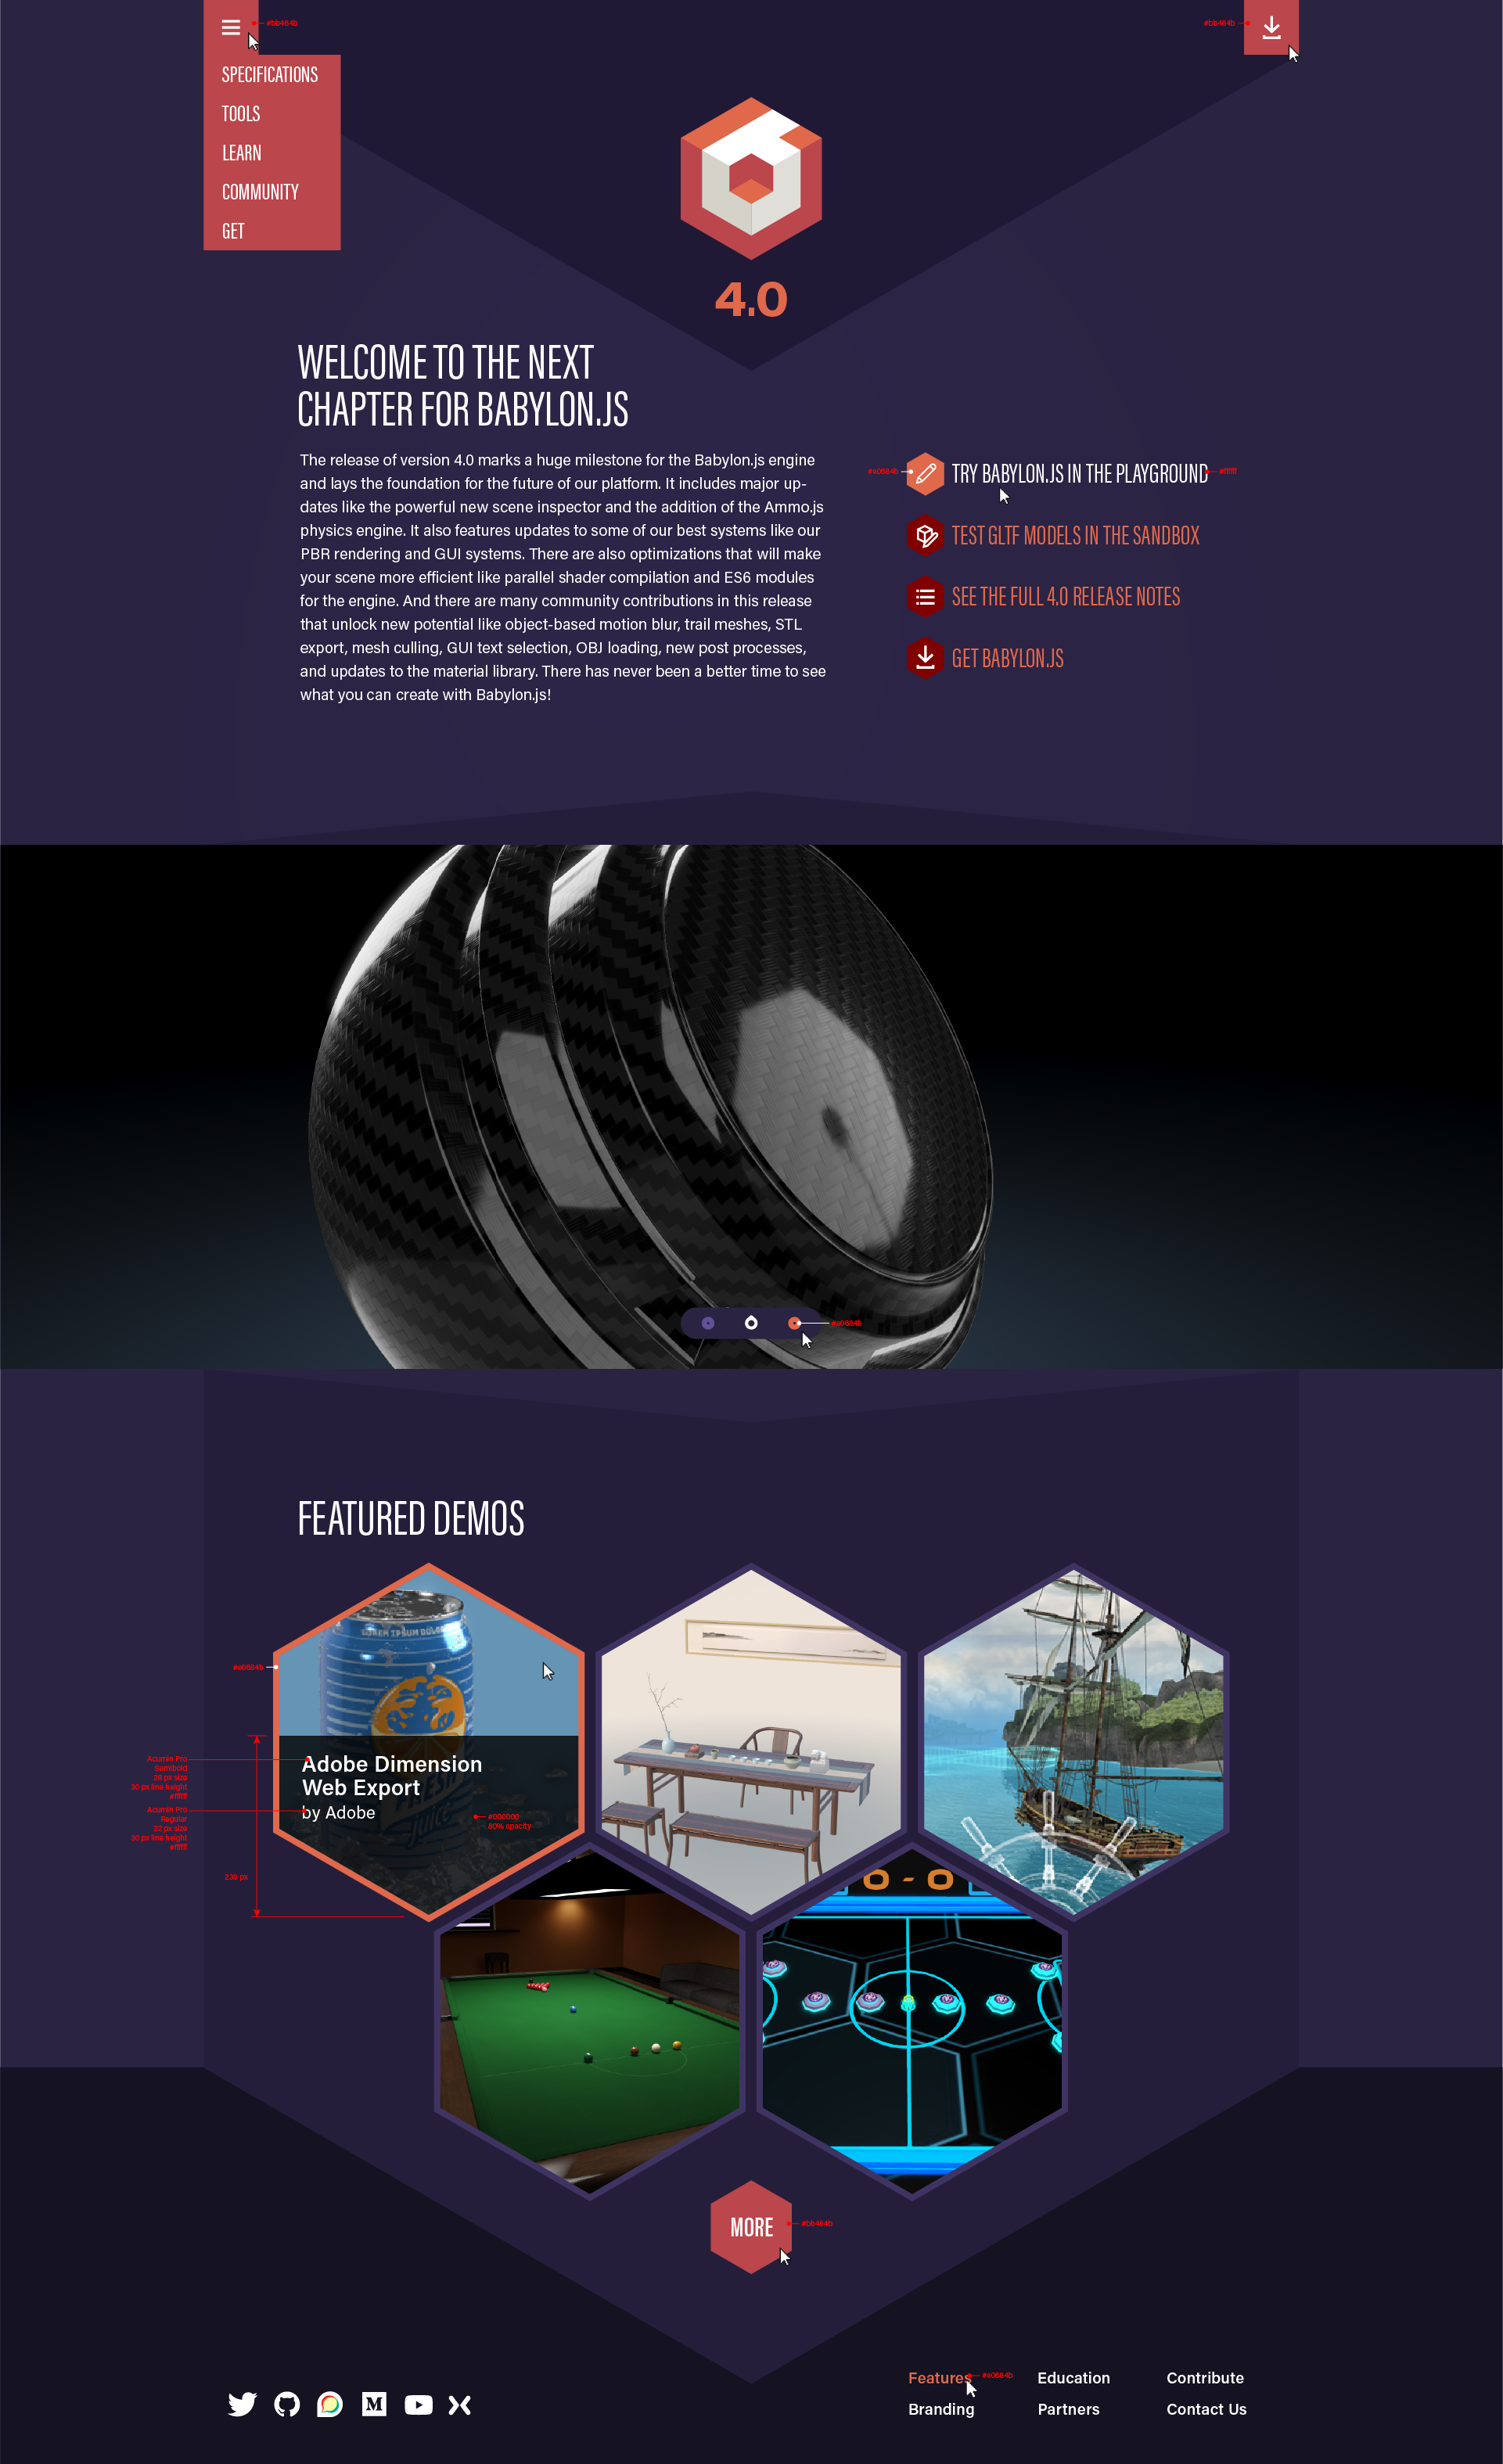 #bb464b
#bb464b
SPECIFICATIONS
TOOLS
LEARN
COMMUNITY
GET
4.0
WELCOME TO THE NEXT
CHAPTER FOR BABYLON.JS
The release of version 4.0 marks a huge milestone for the Babylon.js engine
and lays the foundation for the future of our platform. It includes major up-
dates like the powerful new scene inspector and the addition of the Ammo.js
physics engine. It also features updates to some of our best systems like our
PBR rendering and GUI systems. There are also optimizations that will make
your scene more efficient like parallel shader compilation and ES6 modules
for the engine. And there are many community contributions in this release
that unlock new potential like object-based motion blur, trail meshes, STL
export, mesh culling, GUI text selection, OBJ loading, new post processes,
and updates to the material library. There has never been a better time to see
what you can create with Babylon.js!
#e0684b
TRY BABYLON.JS IN THE PLAYGROUND
#ffffff
TEST GLTF MODELS IN THE SANDBOX
SEE THE FULL 4.0 RELEASE NOTES
GET BABYLON.JS
#e0684b
FEATURED DEMOS
LOREM IPSUM DOLOR
#e0684b
Acumin Pro
Semibold
28 px size
30 px line height
#ffffff
Acumin Pro
Regular
22 px size
30 px line height
#ffffff
238 px
Adobe Dimension
Web Export
by Adobe
#000000
80% opacity
0 - 0
MORE
#bb464b
Features
#e0684b
Education
Contribute
Branding
Partners
Contact Us